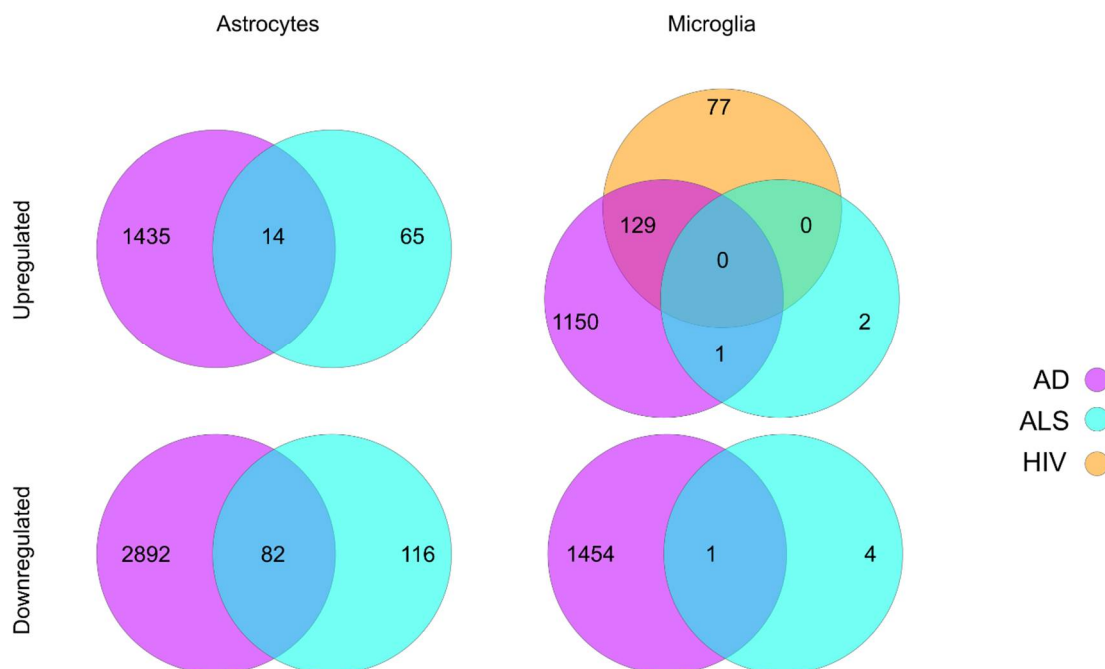 Astrocytes
Microglia
Upregulated
1435
14
65
77
129
0
0
1150
2
1
AD
ALS
HIV
Downregulated
2892
82
116
1454
1
4